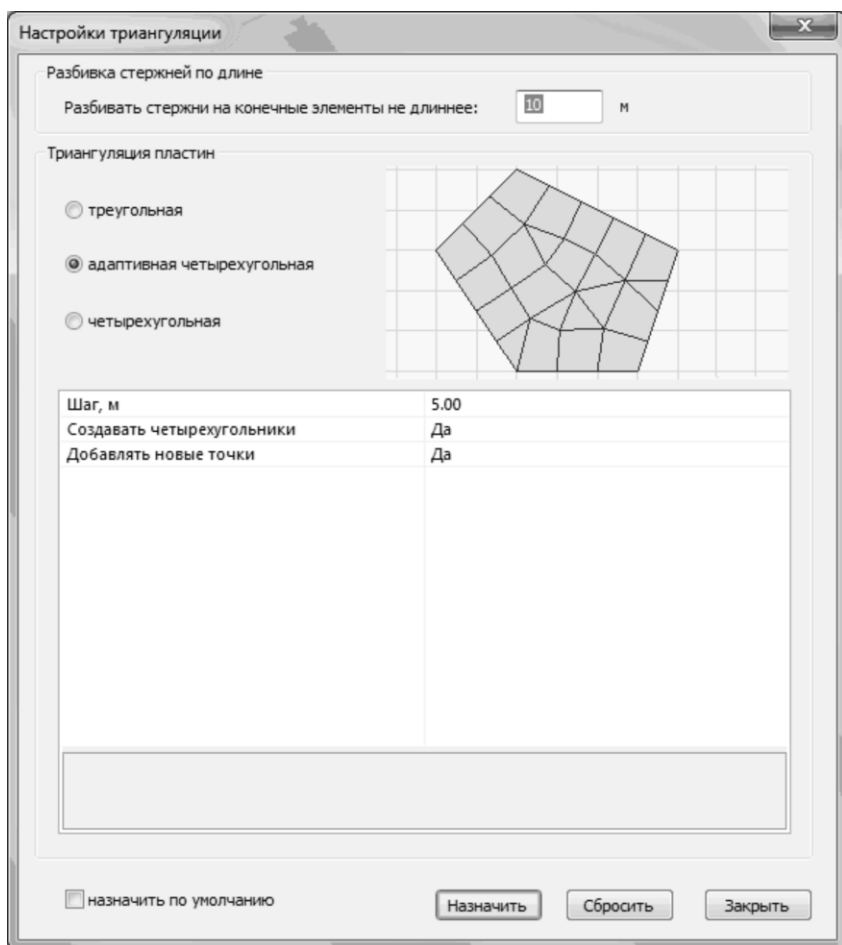 Настройки триангуляции
Разбивка стержней по длине
Разбивать стержни на конечные элементы не длиннее: 10 м
Триангуляция пластин
треугольная
адаптивная четырехугольная
четырехугольная
Шаг, м 5.00
Создавать четырехугольники Да
Добавлять новые точки Да
назначить по умолчанию Назначить Сбросить Закрыть